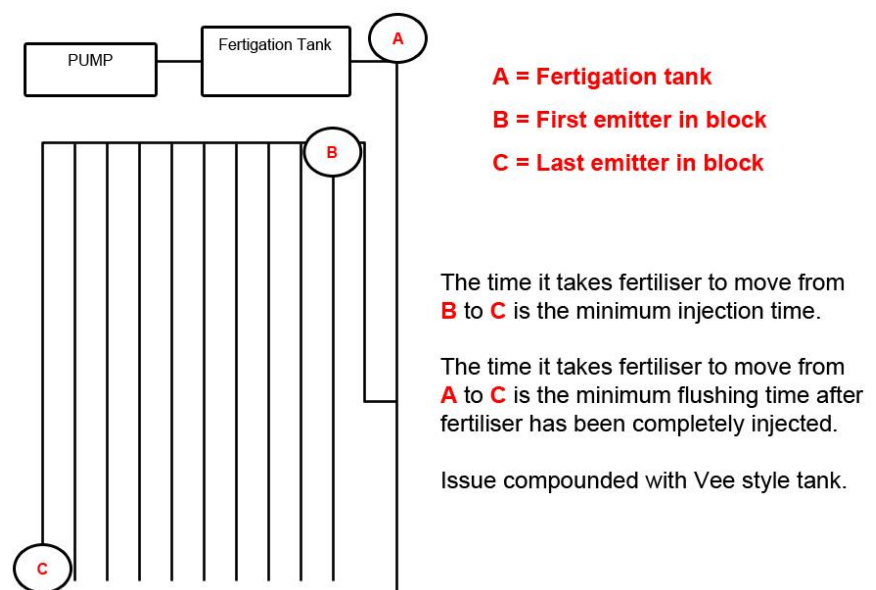 PUMP
Fertigation Tank
A
A = Fertigation tank
B = First emitter in block
B
C = Last emitter in block
The time it takes fertiliser to move from
B to C is the minimum injection time.
The time it takes fertiliser to move from
A to C is the minimum flushing time after
fertiliser has been completely injected.
Issue compounded with Vee style tank.
C